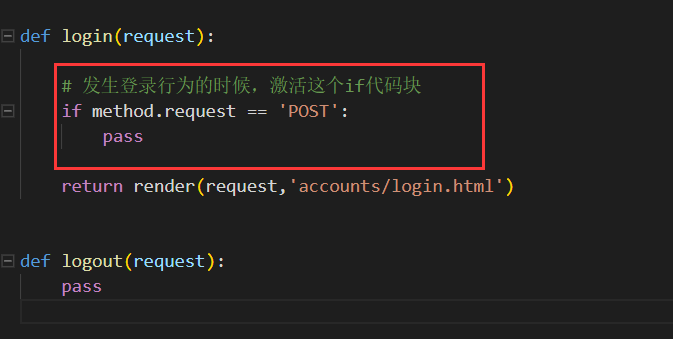 def login(request):
# 发生登录行为的时候，激活这个if代码块
if method.request == 'POST':
pass
return render(request,'accounts/login.html')
def logout(request):
pass